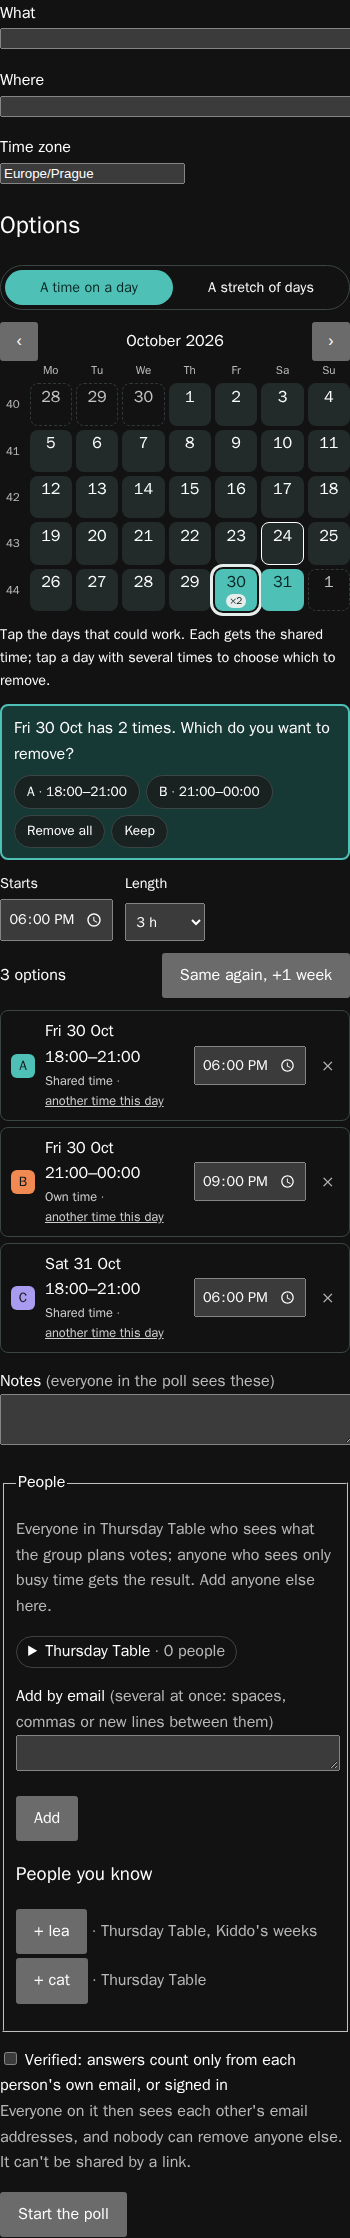 What
Where
Time zone
Europe/Prague
Options
A time on a day
A stretch of days
‹
October 2026
›
Mo Tu We Th Fr Sa Su
40 28 29 30 1 2 3 4
41 5 6 7 8 9 10 11
42 12 13 14 15 16 17 18
43 19 20 21 22 23 24 25
44 26 27 28 29 30 31 1
×2
Tap the days that could work. Each gets the shared
time; tap a day with several times to choose which to
remove.
Fri 30 Oct has 2 times. Which do you want to
remove?
A · 18:00–21:00
B · 21:00–00:00
Remove all
Keep
Starts
Length
06:00 PM
3 h
3 options
Same again, +1 week
A
Fri 30 Oct
18:00–21:00
Shared time ·
another time this day
06:00 PM
×
B
Fri 30 Oct
21:00–00:00
Own time ·
another time this day
09:00 PM
×
C
Sat 31 Oct
18:00–21:00
Shared time ·
another time this day
06:00 PM
×
Notes (everyone in the poll sees these)
People
Everyone in Thursday Table who sees what
the group plans votes; anyone who sees only
busy time gets the result. Add anyone else
here.
▶ Thursday Table · 0 people
Add by email (several at once: spaces,
commas or new lines between them)
Add
People you know
+ lea · Thursday Table, Kiddo's weeks
+ cat · Thursday Table
Verified: answers count only from each
person's own email, or signed in
Everyone on it then sees each other's email
addresses, and nobody can remove anyone else.
It can't be shared by a link.
Start the poll